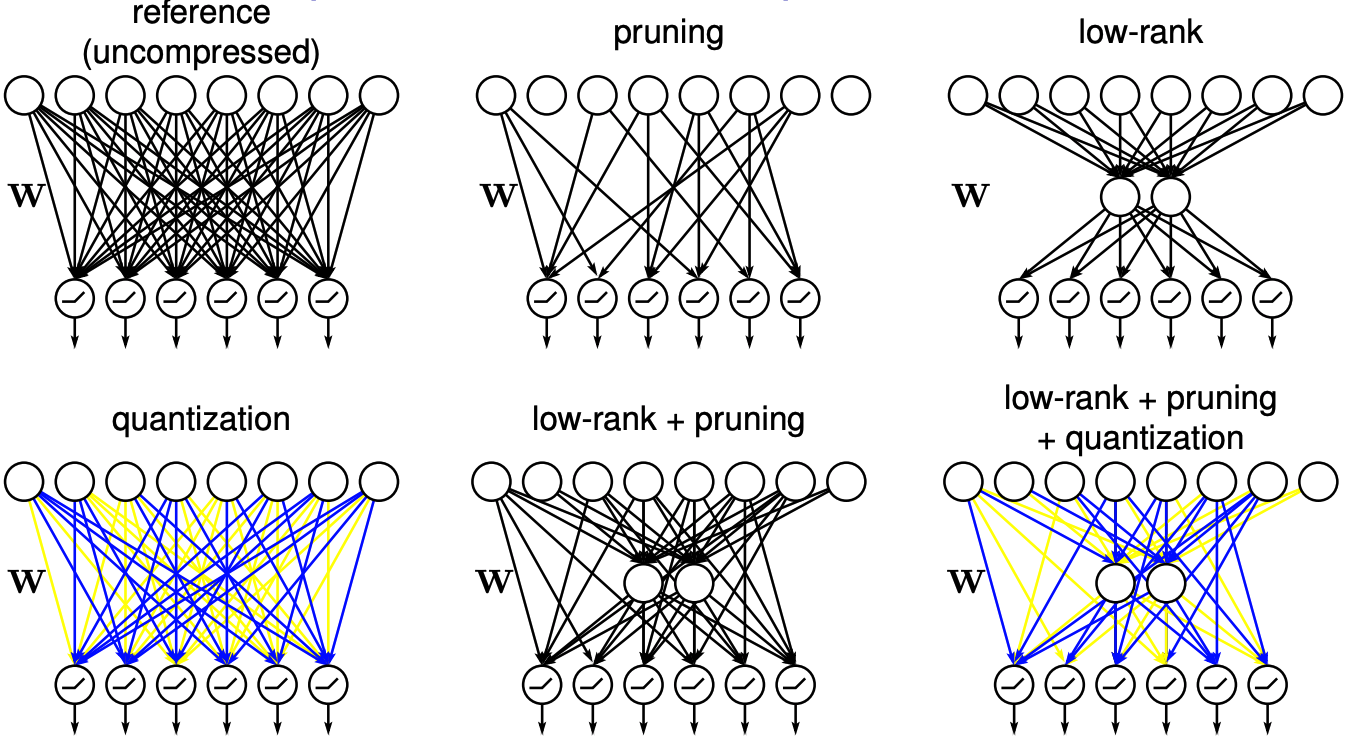 reference
(uncompressed)
pruning
low-rank
W
W
W
quantization
low-rank + pruning
low-rank + pruning
+ quantization
W
W
W